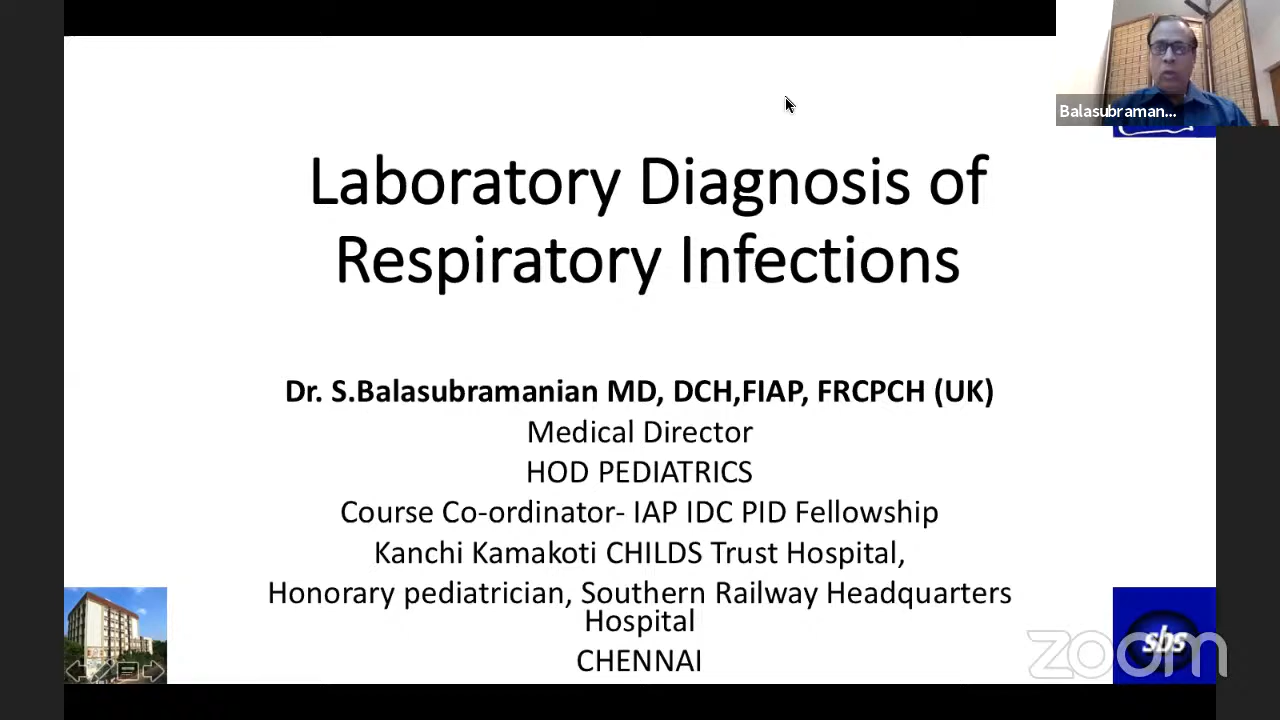 Balasubraman...
Laboratory Diagnosis of
Respiratory Infections
Dr. S.Balasubramanian MD, DCH,FIAP, FRCPCH (UK)
Medical Director
HOD PEDIATRICS
Course Co-ordinator- IAP IDC PID Fellowship
Kanchi Kamakoti CHILDS Trust Hospital,
Honorary pediatrician, Southern Railway Headquarters
Hospital
CHENNAI
sbs
zoom